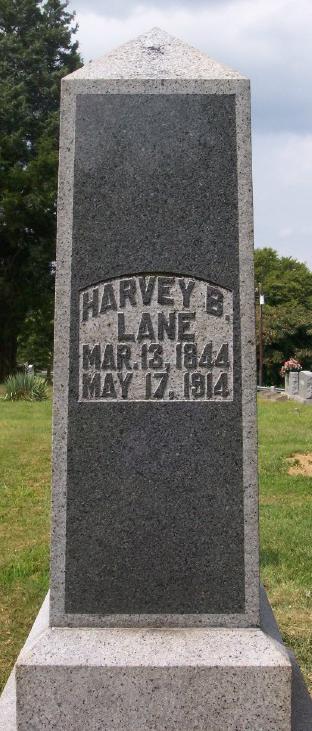 HARVEY B.
LANE
MAR. 13, 1844
MAY 17, 1914